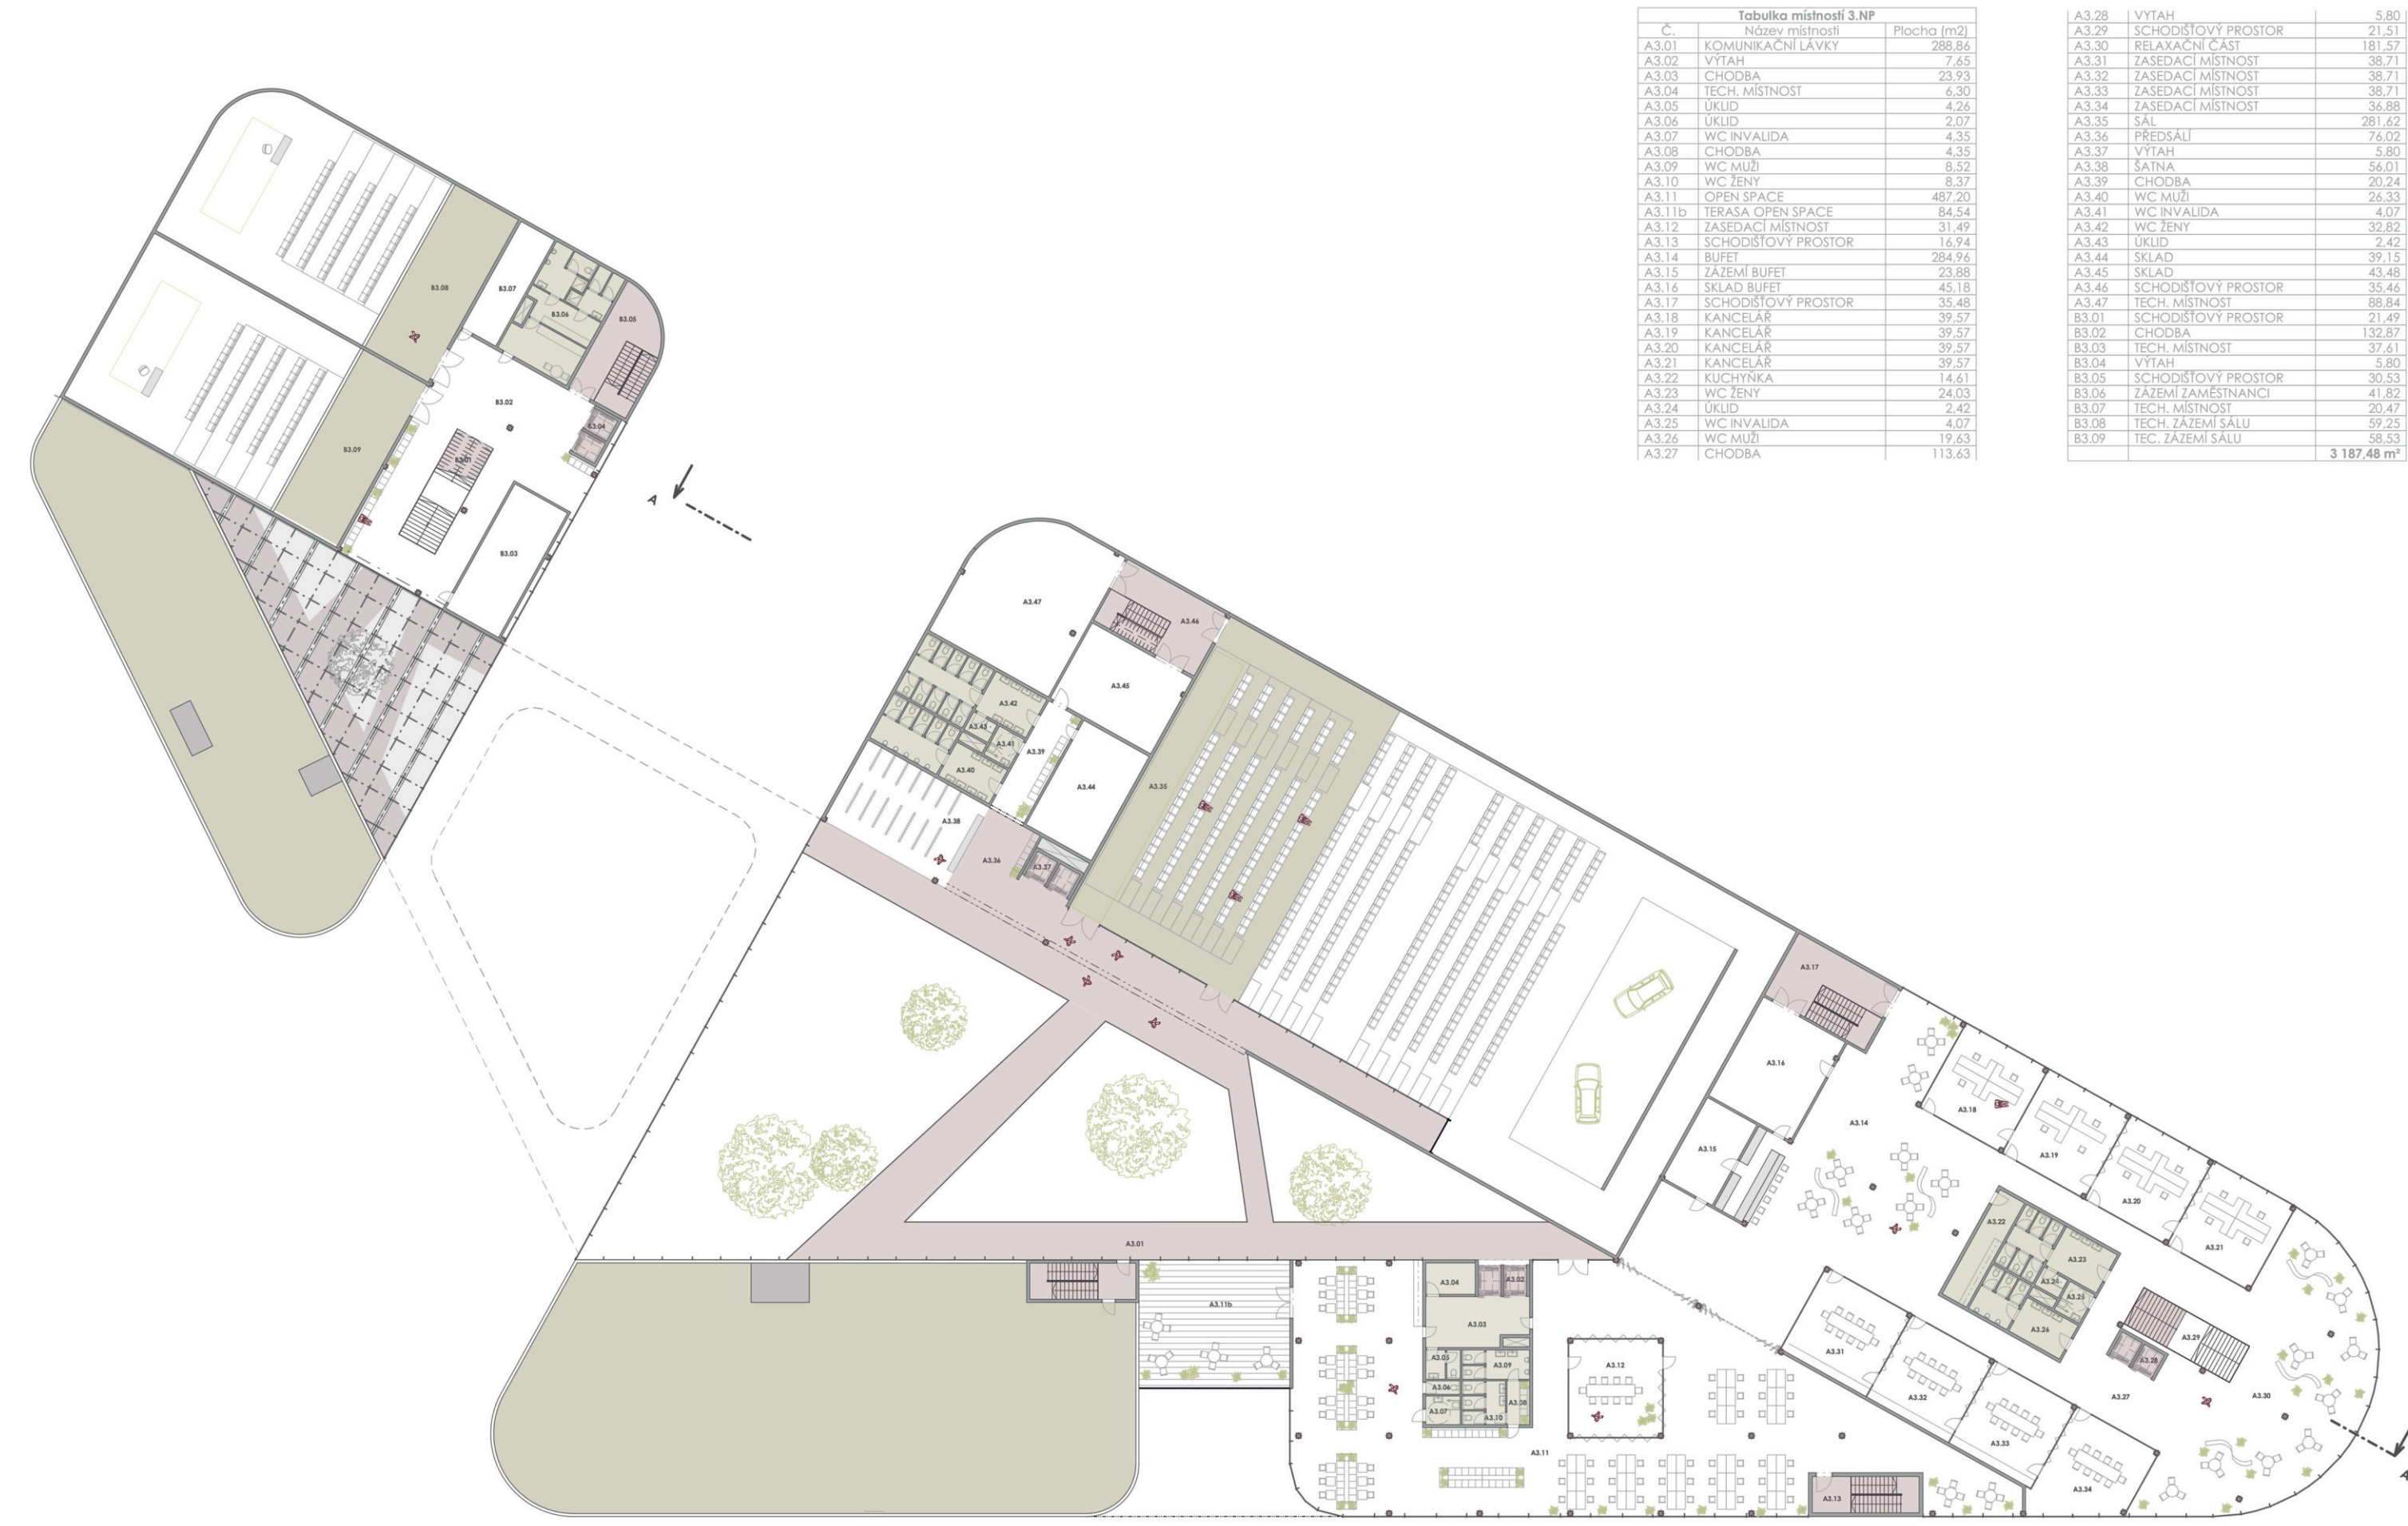 Tabulka místností 3.NP
Č. Název místnosti Plocha (m2)
A3.01 KOMUNIKAČNÍ LÁVKY 288,86
A3.02 VÝTAH 7,65
A3.03 CHODBA 23,93
A3.04 TECH. MÍSTNOST 6,30
A3.05 ÚKLID 4,26
A3.06 ÚKLID 2,07
A3.07 WC INVALIDA 4,35
A3.08 CHODBA 4,35
A3.09 WC MUŽI 8,52
A3.10 WC ŽENY 8,37
A3.11 OPEN SPACE 487,20
A3.11b TERASA OPEN SPACE 84,54
A3.12 ZASEDACÍ MÍSTNOST 31,49
A3.13 SCHODIŠŤOVÝ PROSTOR 16,94
A3.14 BUFET 284,96
A3.15 ZÁZEMÍ BUFET 23,88
A3.16 SKLAD BUFET 45,18
A3.17 SCHODIŠŤOVÝ PROSTOR 35,48
A3.18 KANCELÁŘ 39,57
A3.19 KANCELÁŘ 39,57
A3.20 KANCELÁŘ 39,57
A3.21 KANCELÁŘ 39,57
A3.22 KUCHYŇKA 14,61
A3.23 WC ŽENY 24,03
A3.24 ÚKLID 2,42
A3.25 WC INVALIDA 4,07
A3.26 WC MUŽI 19,63
A3.27 CHODBA 113,63
A3.28 VÝTAH 5,80
A3.29 SCHODIŠŤOVÝ PROSTOR 21,51
A3.30 RELAXAČNÍ ČÁST 181,57
A3.31 ZASEDACÍ MÍSTNOST 38,71
A3.32 ZASEDACÍ MÍSTNOST 38,71
A3.33 ZASEDACÍ MÍSTNOST 38,71
A3.34 ZASEDACÍ MÍSTNOST 36,88
A3.35 SÁL 281,62
A3.36 PŘEDSÁLÍ 76,02
A3.37 VÝTAH 5,80
A3.38 ŠATNA 56,01
A3.39 CHODBA 20,24
A3.40 WC MUŽI 26,33
A3.41 WC INVALIDA 4,07
A3.42 WC ŽENY 32,82
A3.43 ÚKLID 2,42
A3.44 SKLAD 39,15
A3.45 SKLAD 43,48
A3.46 SCHODIŠŤOVÝ PROSTOR 35,46
A3.47 TECH. MÍSTNOST 88,84
B3.01 SCHODIŠŤOVÝ PROSTOR 21,49
B3.02 CHODBA 132,87
B3.03 TECH. MÍSTNOST 37,61
B3.04 VÝTAH 5,80
B3.05 SCHODIŠŤOVÝ PROSTOR 30,53
B3.06 ZÁZEMÍ ZAMĚSTNANCI 41,82
B3.07 TECH. MÍSTNOST 20,47
B3.08 TECH. ZÁZEMÍ SÁLU 59,25
B3.09 TEC. ZÁZEMÍ SÁLU 58,53
3 187,48 m²
B3.08
B3.07
B3.06
B3.05
B3.02
B3.04
B3.09
B3.01
B3.03
A
A3.47
A3.46
A3.45
A3.42
A3.43
A3.41
A3.39
A3.40
A3.44
A3.35
A3.38
A3.36
A3.37
A3.17
A3.16
A3.18
A3.14
A3.15
A3.19
A3.20
A3.22
A3.21
A3.23
A3.24
A3.25
A3.26
A3.01
A3.02
A3.04
A3.11b
A3.03
A3.29
A3.28
A3.31
A3.05
A3.09
A3.12
A3.06
A3.08
A3.07
A3.10
A3.32
A3.27
A3.30
A3.33
A3.11
A3.34
A3.13
A